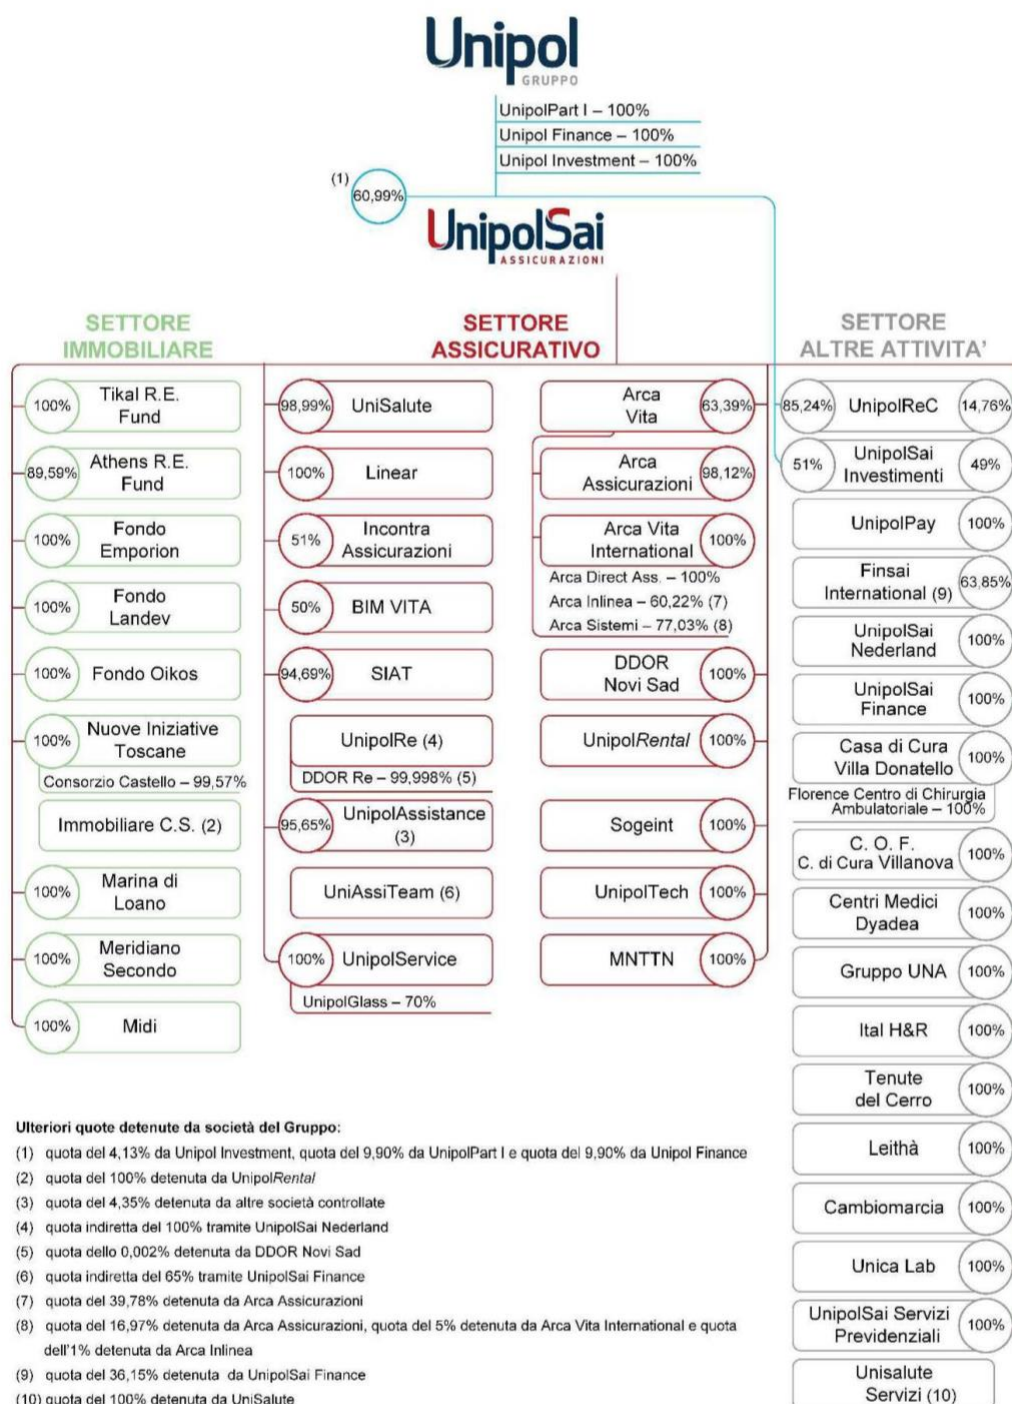 Unipol
GRUPPO
UnipolPart I – 100%
Unipol Finance – 100%
Unipol Investment – 100%
(1)
60,99%
UnipolSai
ASSICURAZIONI
SETTORE
IMMOBILIARE
100%
Tikal R.E.
Fund
89,59%
Athens R.E.
Fund
100%
Fondo
Emporion
100%
Fondo
Landev
100%
Fondo Oikos
100%
Nuove Iniziative
Toscane
Consorzio Castello – 99,57%
Immobiliare C.S. (2)
100%
Marina di
Loano
100%
Meridiano
Secondo
100%
Midi
SETTORE
ASSICURATIVO
98,99%
UniSalute
100%
Linear
51%
Incontra
Assicurazioni
50%
BIM VITA
94,69%
SIAT
UnipolRe (4)
DDOR Re – 99,998% (5)
95,65%
UnipolAssistance
(3)
UniAssiTeam (6)
100%
UnipolService
UnipolGlass – 70%
Arca
Vita
63,39%
Arca
Assicurazioni
98,12%
Arca Vita
International
100%
Arca Direct Ass. – 100%
Arca Inlinea – 60,22% (7)
Arca Sistemi – 77,03% (8)
DDOR
Novi Sad
100%
UnipolRental
100%
Sogeint
100%
UnipolTech
100%
MNTTN
100%
SETTORE
ALTRE ATTIVITA'
85,24%
UnipolReC
14,76%
51%
UnipolSai
Investimenti
49%
UnipolPay
100%
Finsai
International (9)
63,85%
UnipolSai
Nederland
100%
UnipolSai
Finance
100%
Casa di Cura
Villa Donatello
100%
Florence Centro di Chirurgia
Ambulatoriale – 100%
C. O. F.
C. di Cura Villanova
100%
Centri Medici
Dyadea
100%
Gruppo UNA
100%
Ital H&R
100%
Tenute
del Cerro
100%
Leithà
100%
Cambiomarcia
100%
Unica Lab
100%
UnipolSai Servizi
Previdenziali
100%
Unisalute
Servizi (10)
Ulteriori quote detenute da società del Gruppo:
(1) quota del 4,13% da Unipol Investment, quota del 9,90% da UnipolPart I e quota del 9,90% da Unipol Finance
(2) quota del 100% detenuta da UnipolRental
(3) quota del 4,35% detenuta da altre società controllate
(4) quota indiretta del 100% tramite UnipolSai Nederland
(5) quota dello 0,002% detenuta da DDOR Novi Sad
(6) quota indiretta del 65% tramite UnipolSai Finance
(7) quota del 39,78% detenuta da Arca Assicurazioni
(8) quota del 16,97% detenuta da Arca Assicurazioni, quota del 5% detenuta da Arca Vita International e quota
dell'1% detenuta da Arca Inlinea
(9) quota del 36,15% detenuta da UnipolSai Finance
(10) quota del 100% detenuta da UniSalute